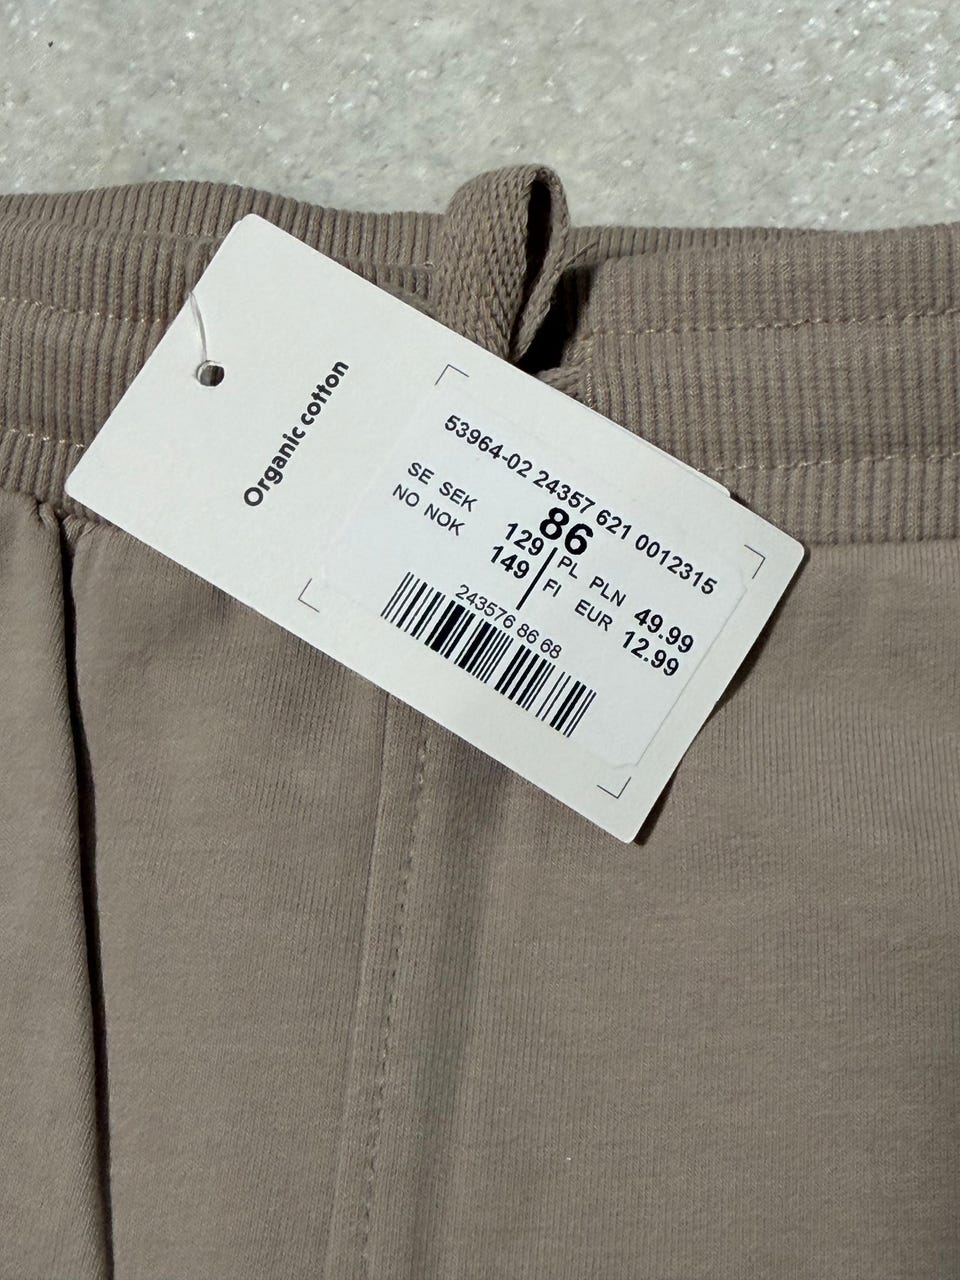 Organic cotton
53964-02 24357 621 0012315
86
SE SEK 129 | PL PLN 49.99
NO NOK 149 | FI EUR 12.99
243576 86 68